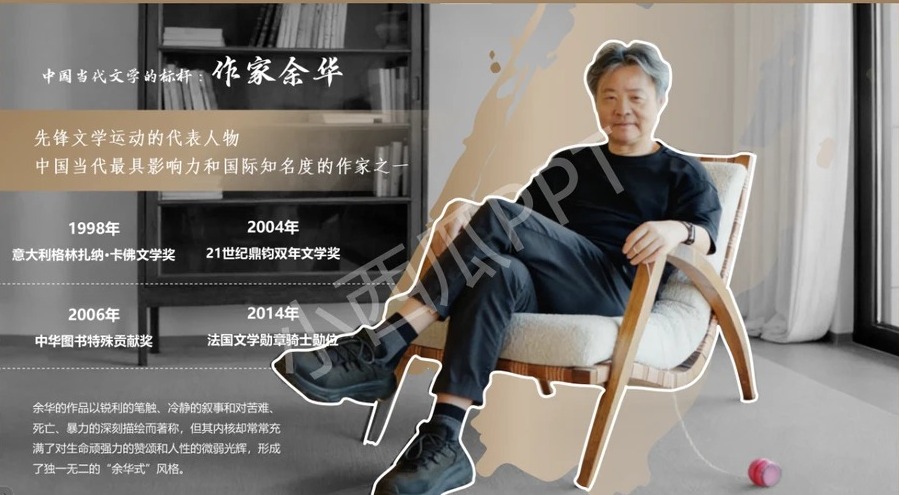 中国当代文学的标杆：作家余华
先锋文学运动的代表人物
中国当代最具影响力和国际知名度的作家之一
1998年
意大利格林扎纳·卡佛文学奖
2004年
21世纪鼎钧双年文学奖
2006年
中华图书特殊贡献奖
2014年
法国文学勋章骑士勋位
余华的作品以锐利的笔触、冷静的叙事和对苦难、
死亡、暴力的深刻描绘而著称，但其内核却常常充
满了对生命顽强力的赞颂和人性的微弱光辉，形成
了独一无二的“余华式”风格。
小西瓜PPT